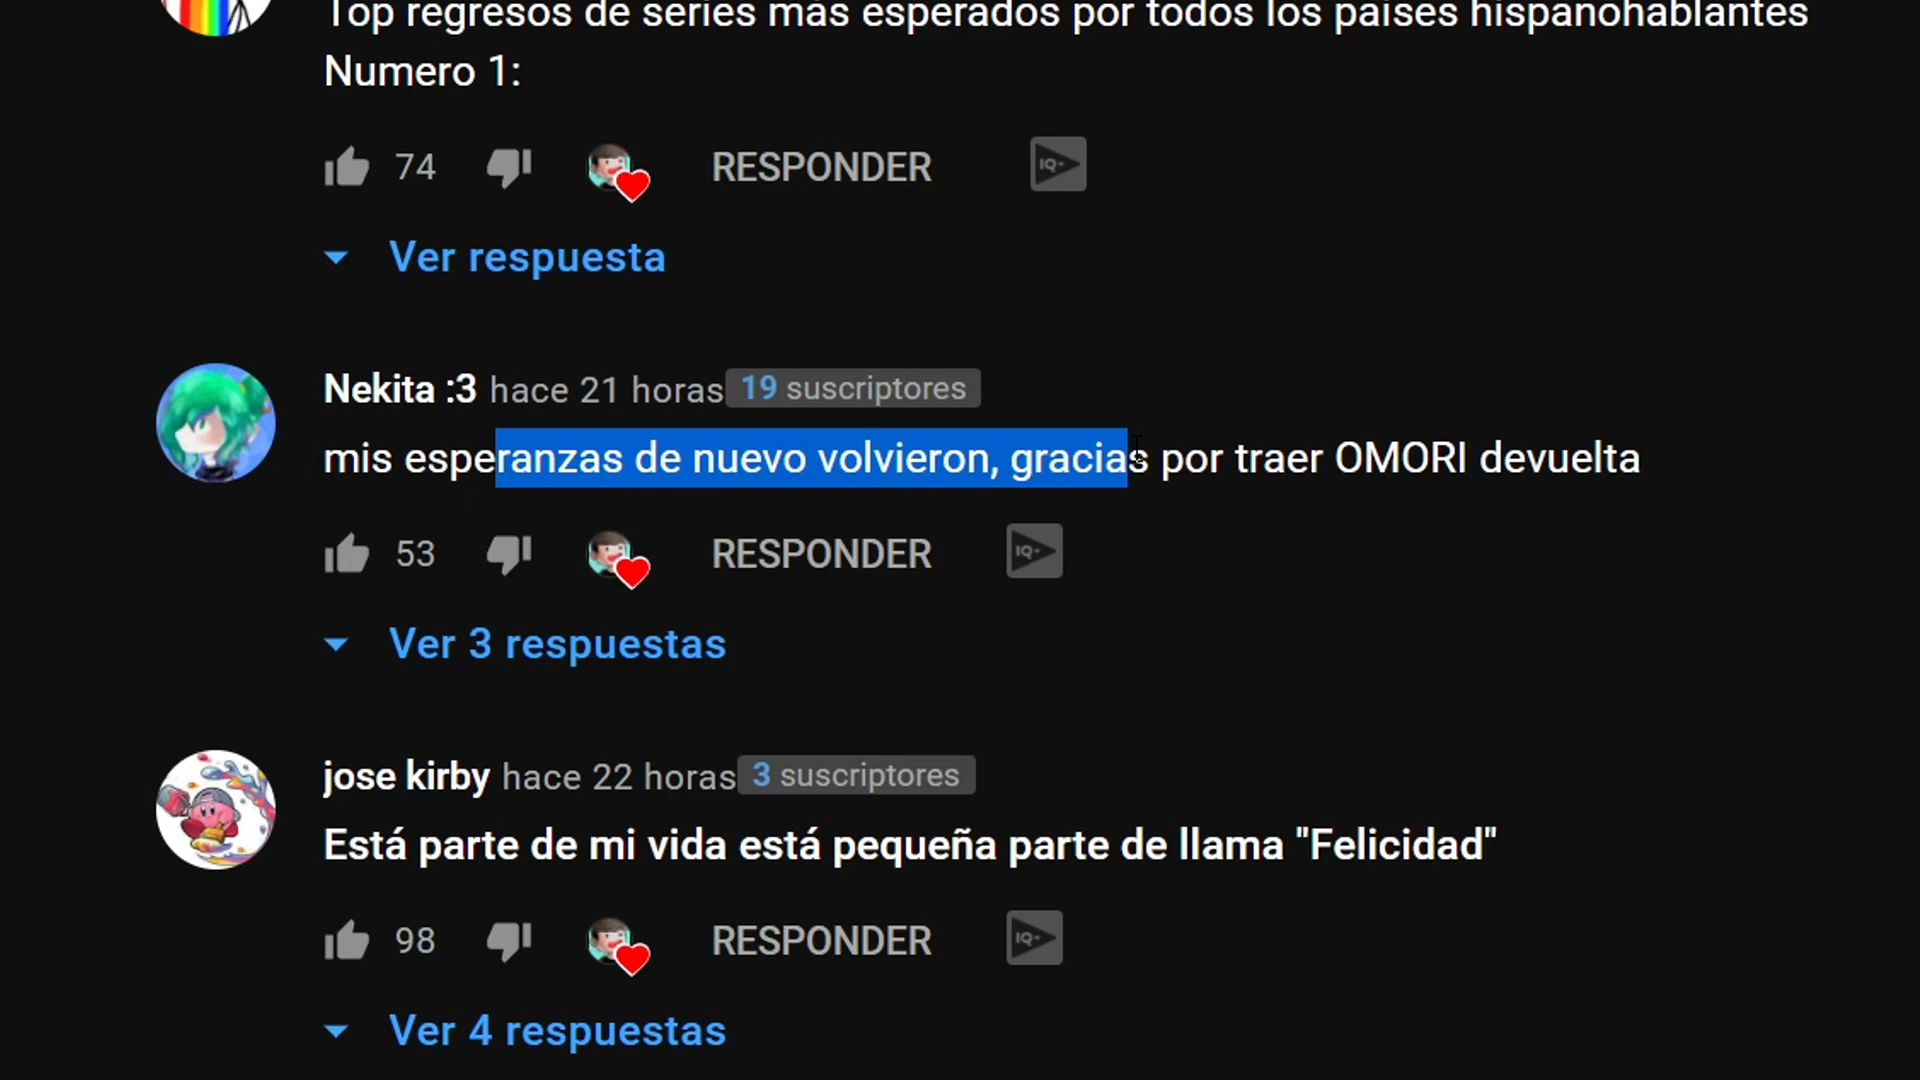 Top regresos de series más esperados por todos los países hispanohablantes
Numero 1:
74 RESPONDER IQ+
Ver respuesta
Nekita :3 hace 21 horas 19 suscriptores
mis esperanzas de nuevo volvieron, gracias por traer OMORI devuelta
53 RESPONDER IQ+
Ver 3 respuestas
jose kirby hace 22 horas 3 suscriptores
Está parte de mi vida está pequeña parte de llama "Felicidad"
98 RESPONDER IQ+
Ver 4 respuestas